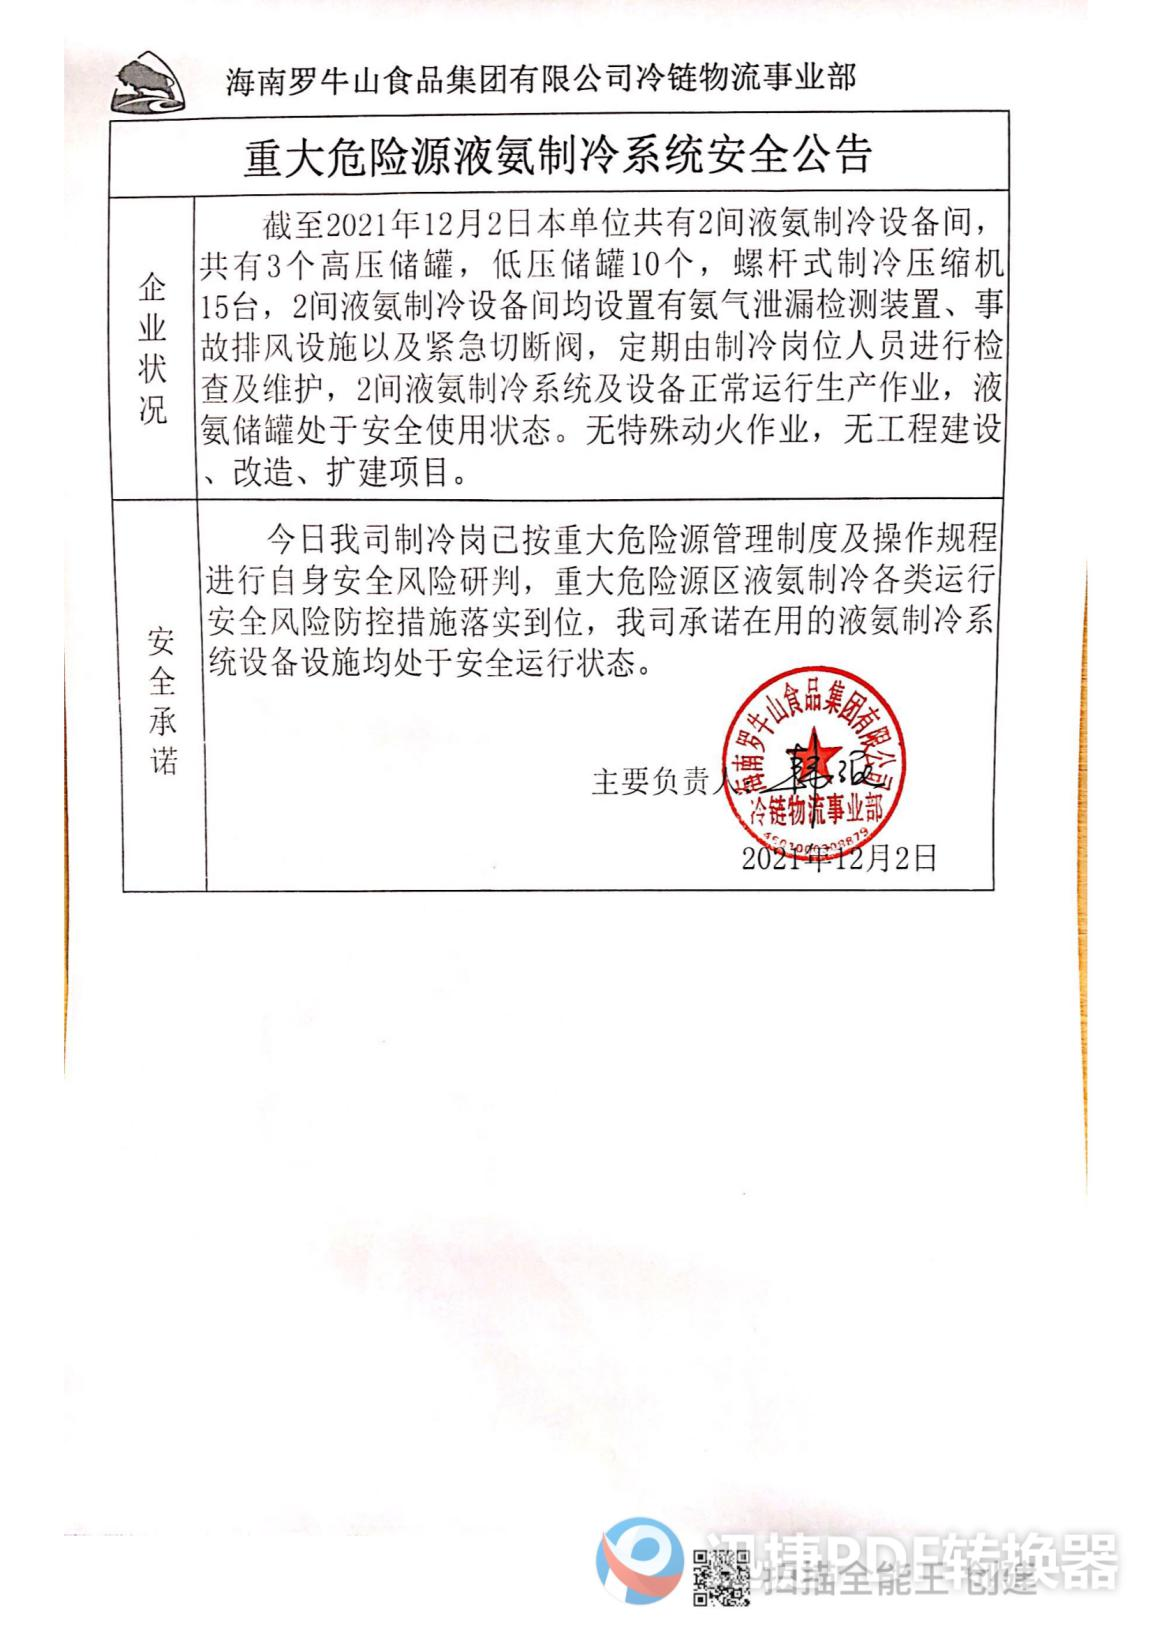 海南罗牛山食品集团有限公司冷链物流事业部
重大危险源液氨制冷系统安全公告
企业状况
截至2021年12月2日本单位共有2间液氨制冷设备间，
共有3个高压储罐，低压储罐10个，螺杆式制冷压缩机
15台，2间液氨制冷设备间均设置有氨气泄漏检测装置、事
故排风设施以及紧急切断阀，定期由制冷岗位人员进行检
查及维护，2间液氨制冷系统及设备正常运行生产作业，液
氨储罐处于安全使用状态。无特殊动火作业，无工程建设
、改造、扩建项目。
安全承诺
今日我司制冷岗已按重大危险源管理制度及操作规程
进行自身安全风险研判，重大危险源区液氨制冷各类运行
安全风险防控措施落实到位，我司承诺在用的液氨制冷系
统设备设施均处于安全运行状态。
海南罗牛山食品集团有限公司
主要负责人：
冷链物流事业部
2021年12月2日
迅捷PDF转换器
扫描全能王 创建